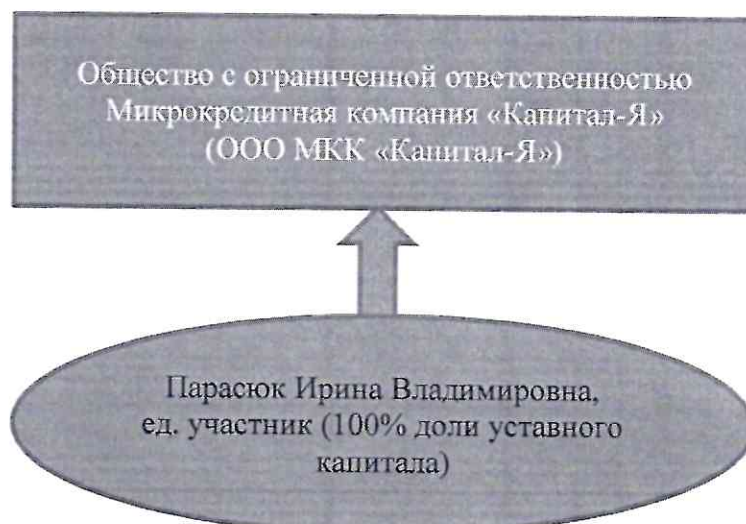 Общество с ограниченной ответственностью
Микрокредитная компания «Капитал-Я»
(ООО МКК «Капитал-Я»)
Парасюк Ирина Владимировна,
ед. участник (100% доли уставного
капитала)